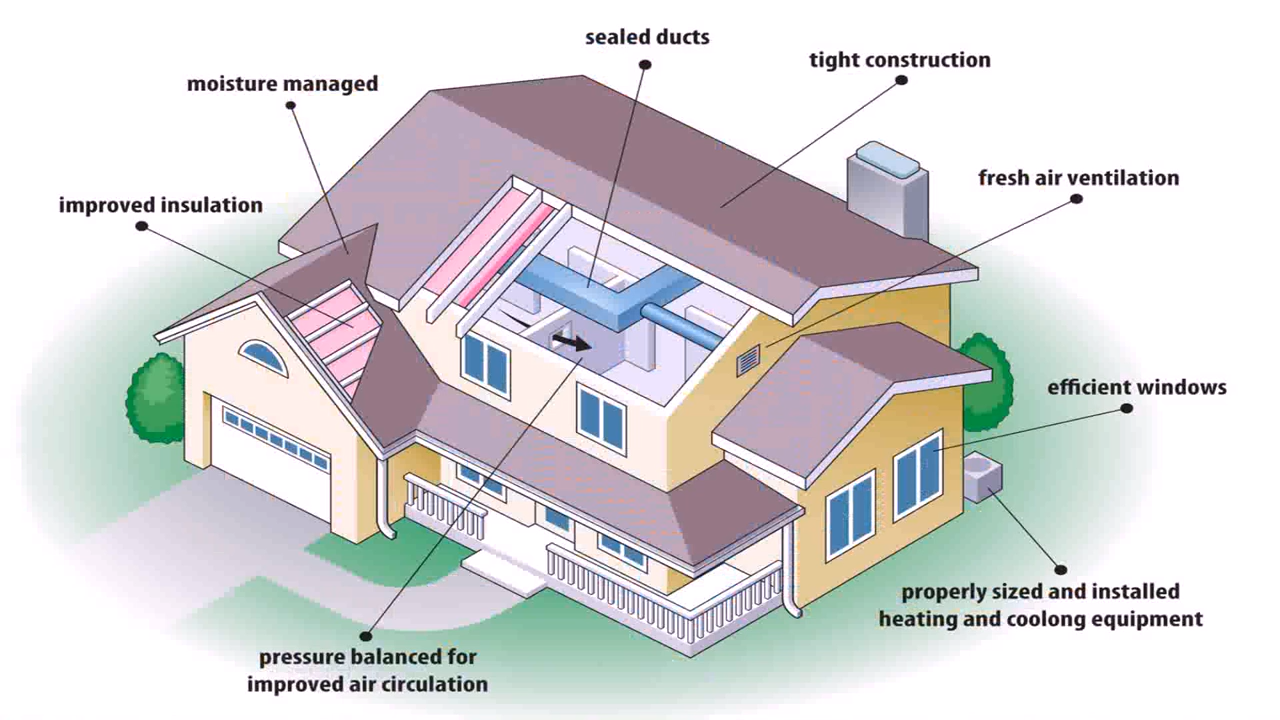 sealed ducts
tight construction
moisture managed
fresh air ventilation
improved insulation
efficient windows
properly sized and installed
heating and coolong equipment
pressure balanced for
improved air circulation